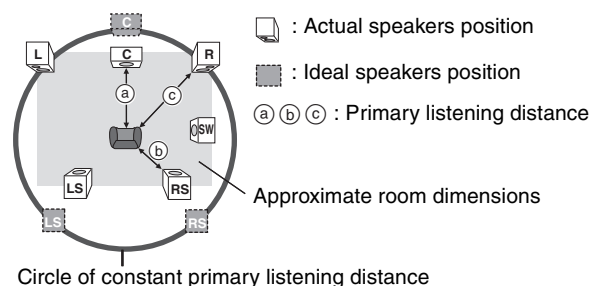 C
L
C
R
: Actual speakers position
: Ideal speakers position
a b c : Primary listening distance
a
c
SW
b
LS
RS
LS
RS
Approximate room dimensions
Circle of constant primary listening distance